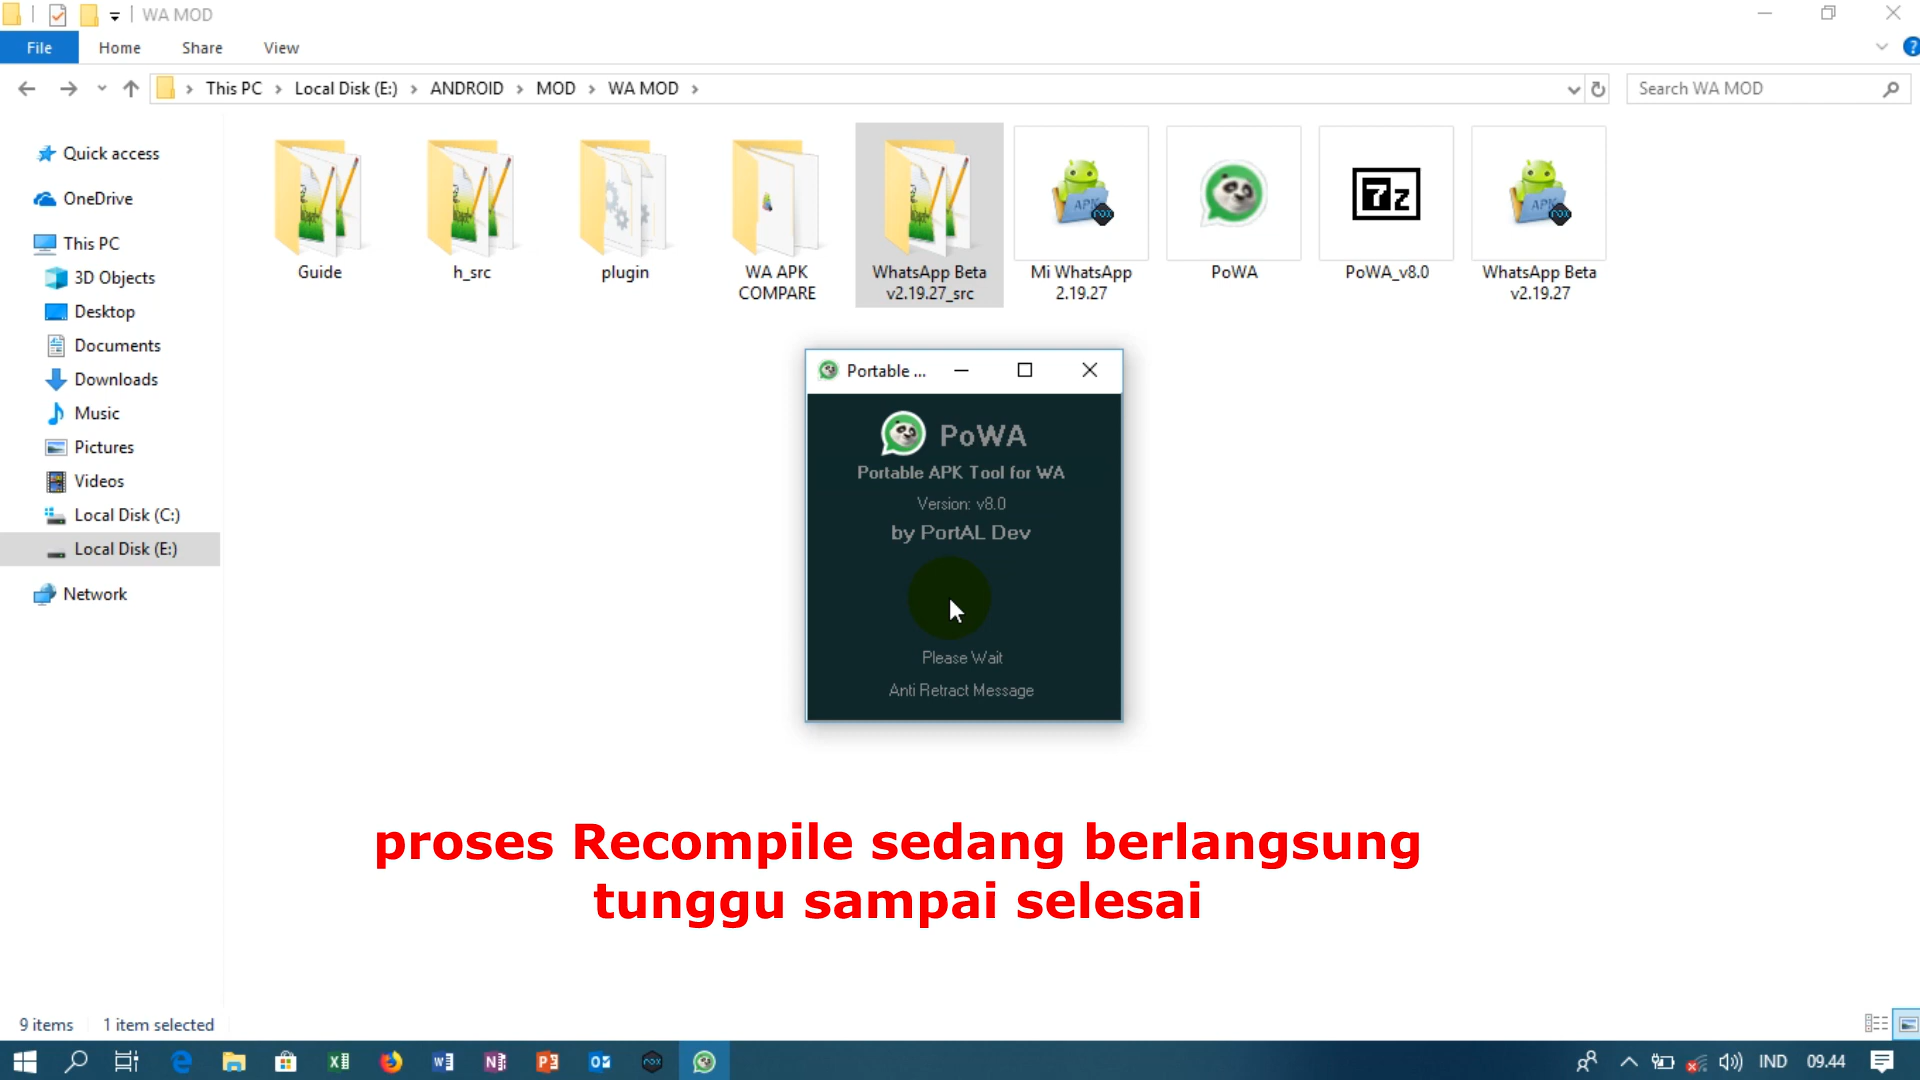 WA MOD
File
Home
Share
View
This PC
Local Disk (E:)
ANDROID
MOD
WA MOD
Search WA MOD
Quick access
OneDrive
This PC
3D Objects
Desktop
Documents
Downloads
Music
Pictures
Videos
Local Disk (C:)
Local Disk (E:)
Network
Guide
h_src
plugin
WA APK
COMPARE
WhatsApp Beta
v2.19.27_src
Mi WhatsApp
2.19.27
PoWA
PoWA_v8.0
WhatsApp Beta
v2.19.27
Portable ...
PoWA
Portable APK Tool for WA
Version: v8.0
by PortAL Dev
Please Wait
Anti Retract Message
proses Recompile sedang berlangsung
tunggu sampai selesai
9 items
1 item selected
IND
09.44